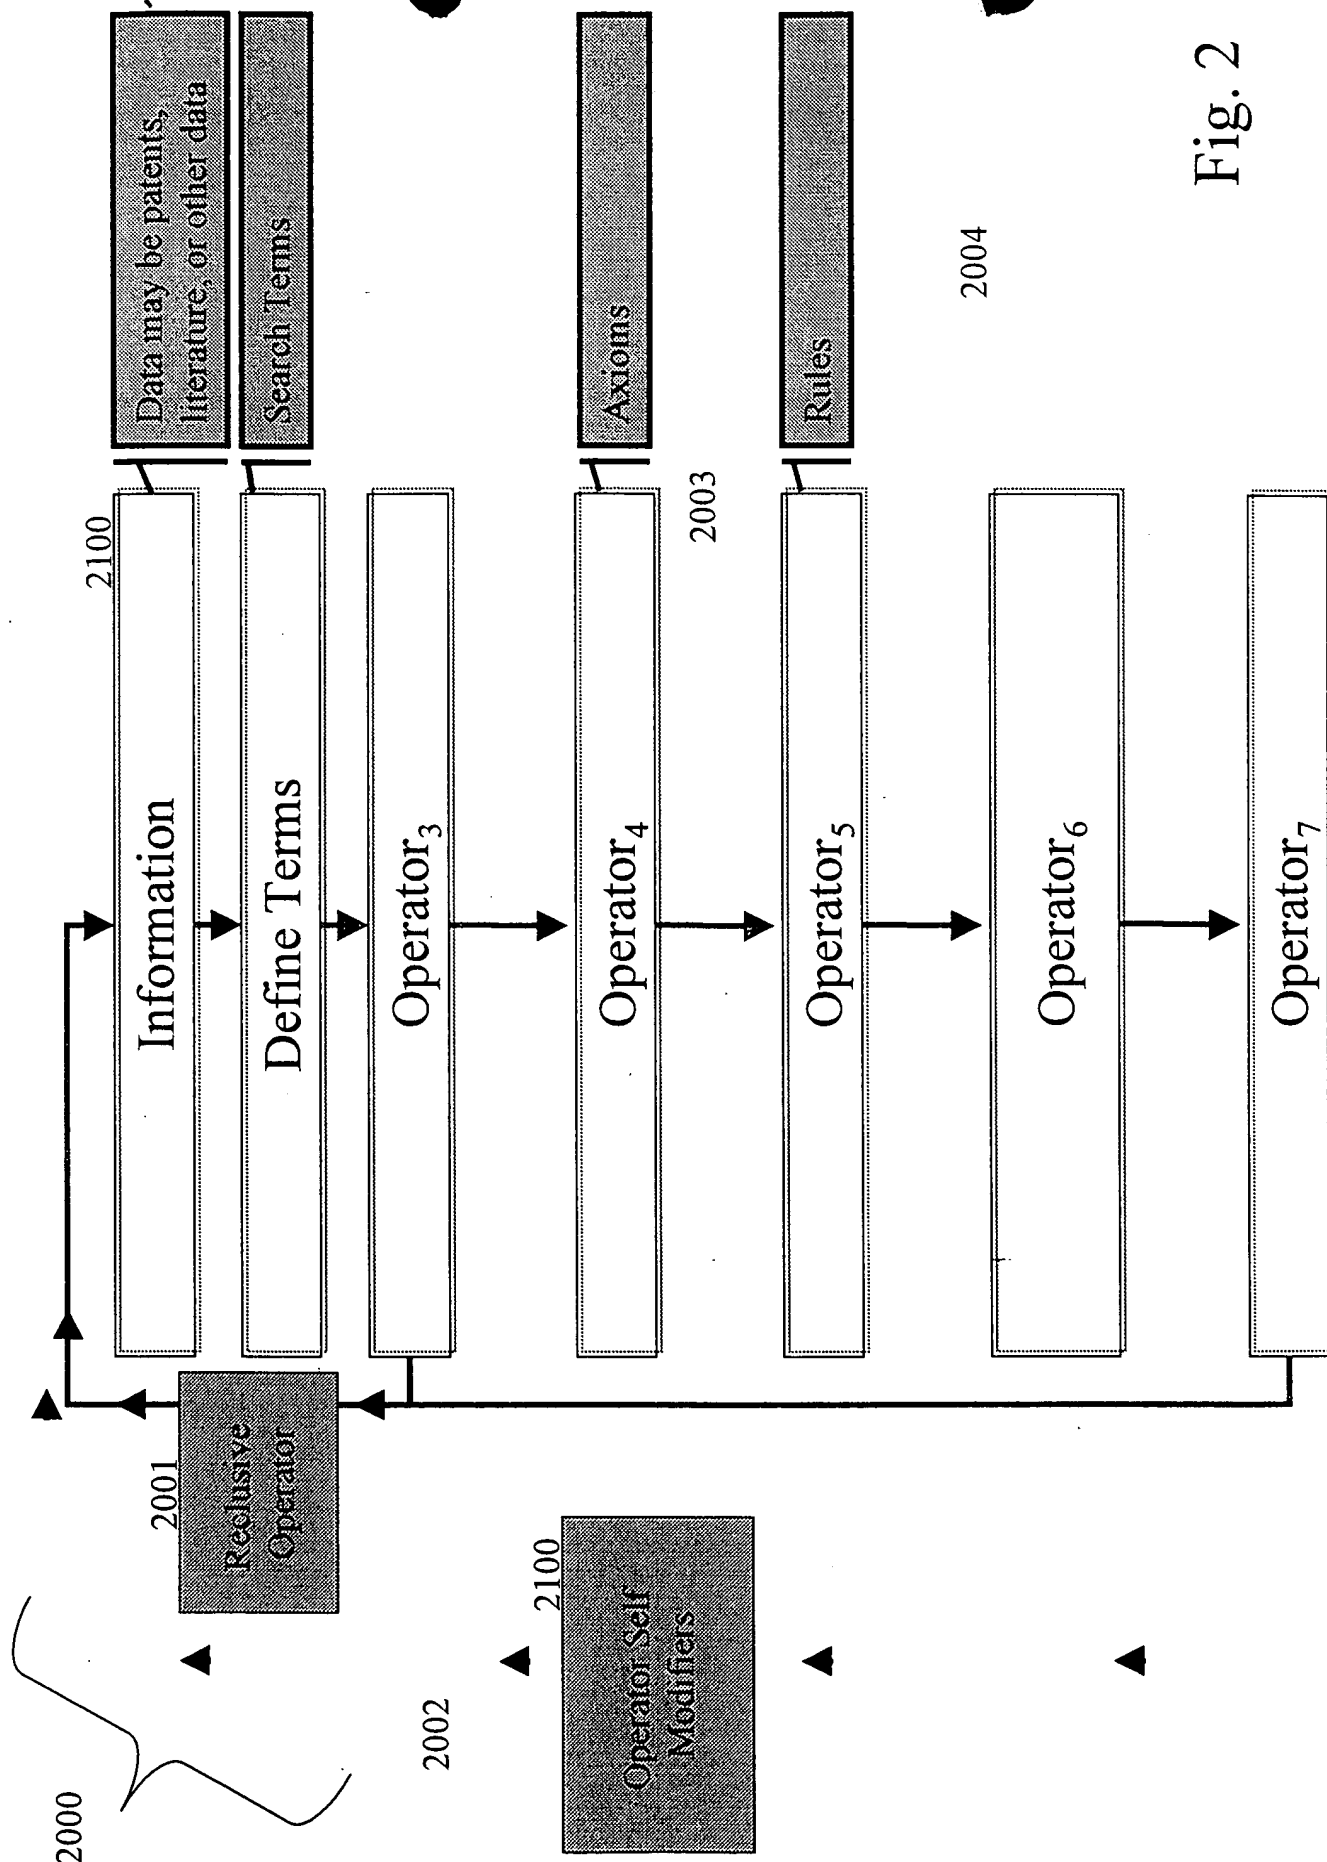 2000
2001
Reclusive
Operator
2002
2100
Operator Self
Modifiers
2100
Information
Data may be patents,
literature, or other data
Define Terms
Search Terms
Operator3
Operator4
Axioms
2003
Operator5
Rules
Operator6
2004
Operator7
Fig. 2